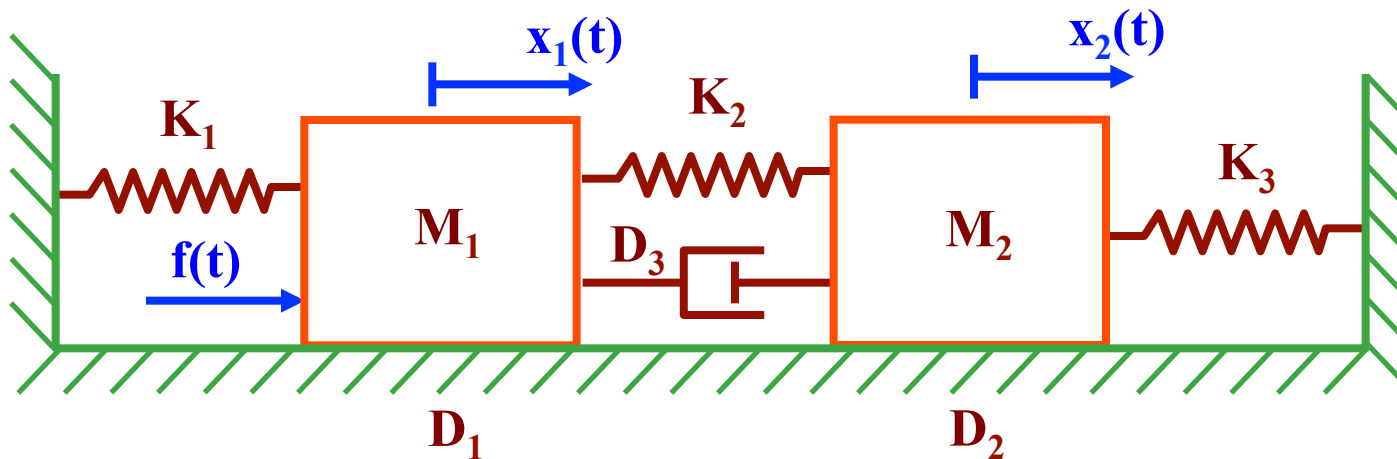 x₁(t)
x₂(t)
K₁
K₂
K₃
M₁
M₂
D₃
f(t)
D₁
D₂